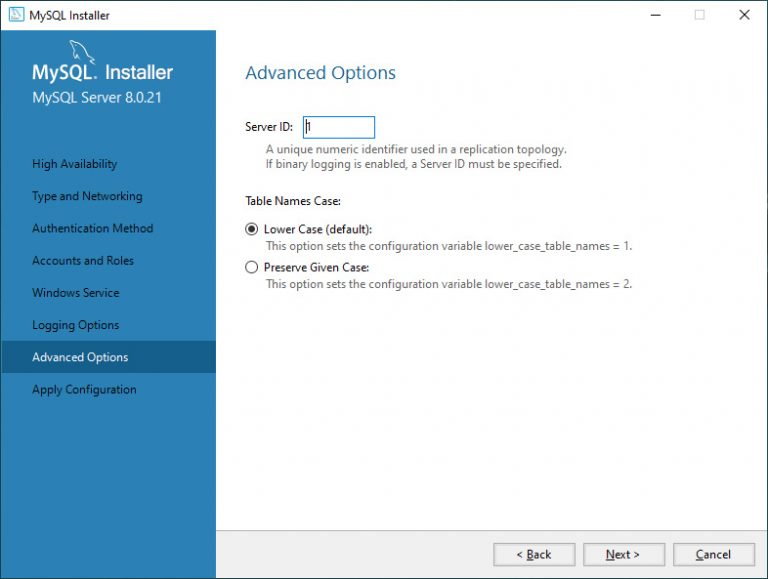 MySQL Installer
MySQL. Installer
MySQL Server 8.0.21
High Availability
Type and Networking
Authentication Method
Accounts and Roles
Windows Service
Logging Options
Advanced Options
Apply Configuration
Advanced Options
Server ID: 1
A unique numeric identifier used in a replication topology.
If binary logging is enabled, a Server ID must be specified.
Table Names Case:
Lower Case (default):
This option sets the configuration variable lower_case_table_names = 1.
Preserve Given Case:
This option sets the configuration variable lower_case_table_names = 2.
< Back
Next >
Cancel